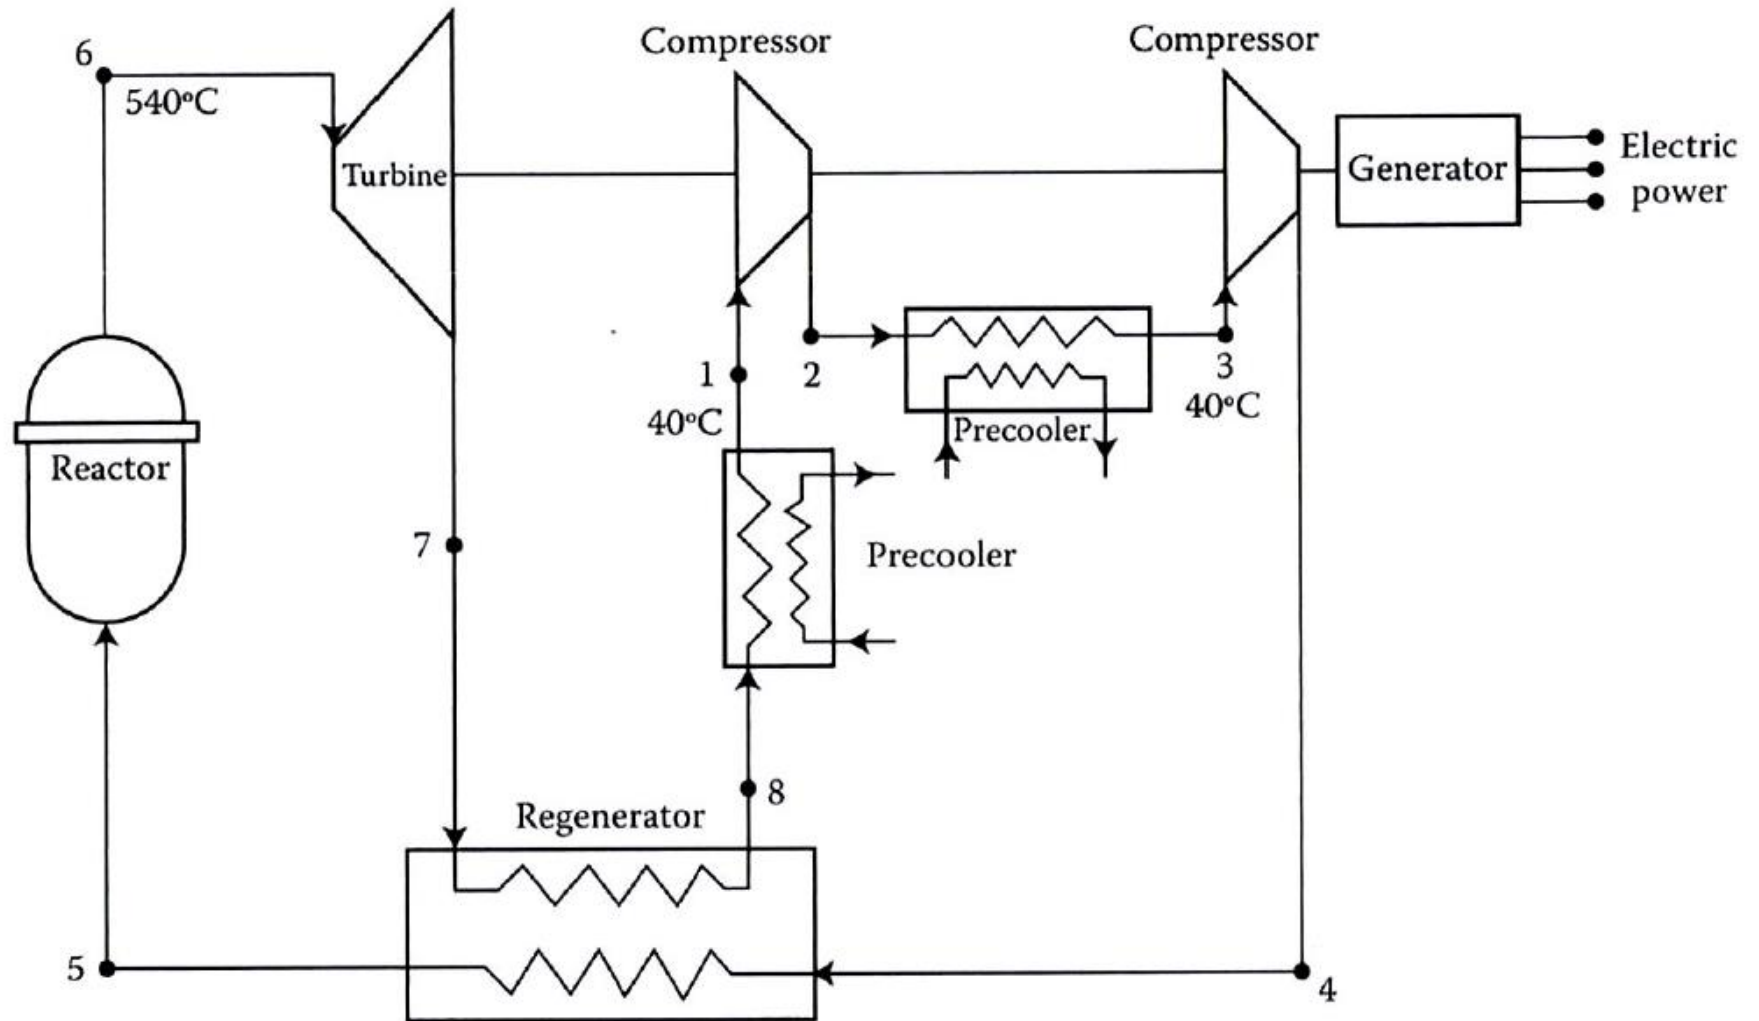 6
540°C
Turbine
Compressor
Compressor
Generator
Electric
power
Reactor
1
40°C
2
3
40°C
Precooler
Precooler
7
8
Regenerator
5
4